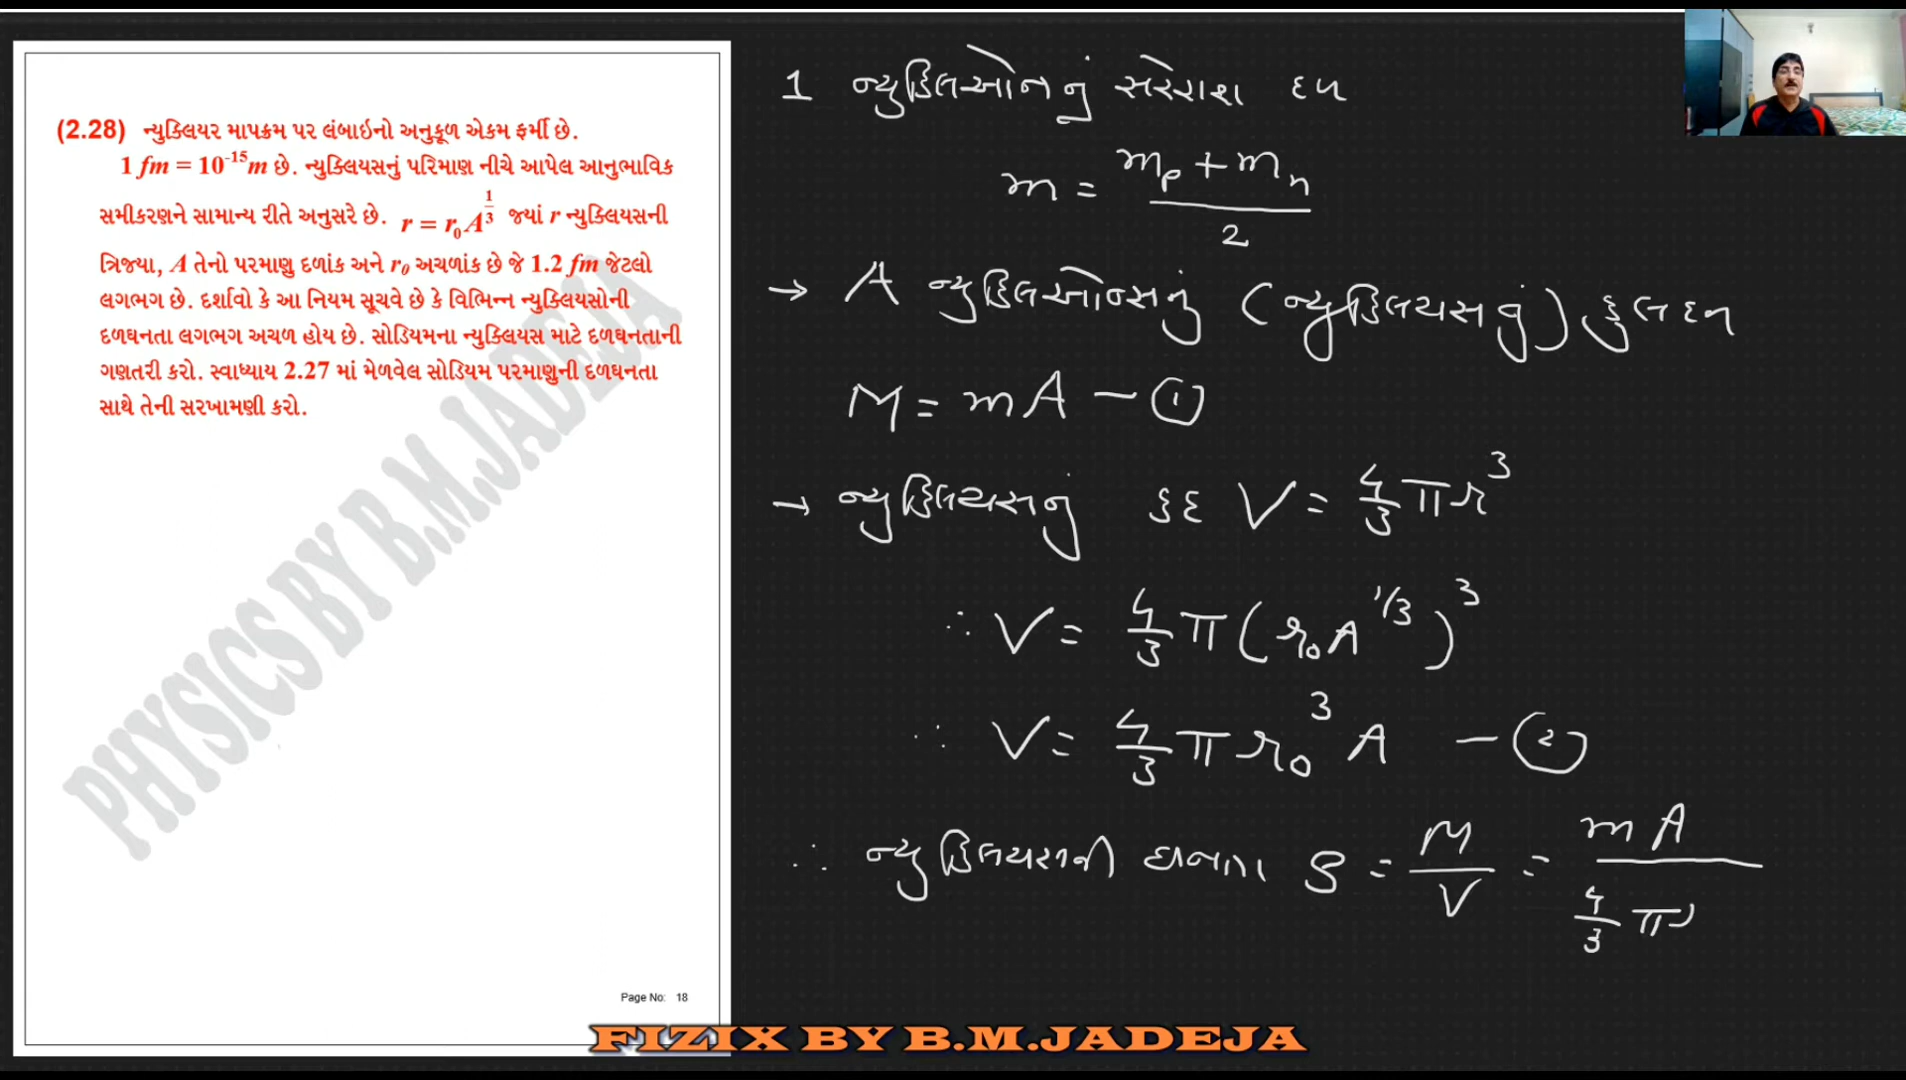 (2.28) ન્યુક્લિયર માપક્રમ પર લંબાઇનો અનુકૂળ એકમ ફર્મી છે.
1 fm = 10⁻¹⁵m છે. ન્યુક્લિયસનું પરિમાણ નીચે આપેલ આનુભાવિક
સમીકરણને સામાન્ય રીતે અનુસરે છે. r = r₀A^(1/3) જ્યાં r ન્યુક્લિયસની
ત્રિજ્યા, A તેનો પરમાણુ દળાંક અને r₀ અચળાંક છે જે 1.2 fm જેટલો
લગભગ છે. દર્શાવો કે આ નિયમ સૂચવે છે કે વિભિન્ન ન્યુક્લિયસોની
દળઘનતા લગભગ અચળ હોય છે. સોડિયમના ન્યુક્લિયસ માટે દળઘનતાની
ગણતરી કરો. સ્વાધ્યાય 2.27 માં મેળવેલ સોડિયમ પરમાણુની દળઘનતા
સાથે તેની સરખામણી કરો.
PHYSICS BY B.M.JADEJA
Page No: 18
1 ન્યુક્લિઓનનું સરેરાશ દળ
m = (mₚ + mₙ)/2
→ A ન્યુક્લિઓન્સનું (ન્યુક્લિયસનું) કુલ દળ
M = mA — ①
→ ન્યુક્લિયસનું કદ V = 4/3 πr³
∴ V = 4/3 π(r₀A^(1/3))³
∴ V = 4/3 πr₀³A — ②
∴ ન્યુક્લિયસની ઘનતા ρ = M/V = mA/(4/3 π
FIZIX BY B.M.JADEJA